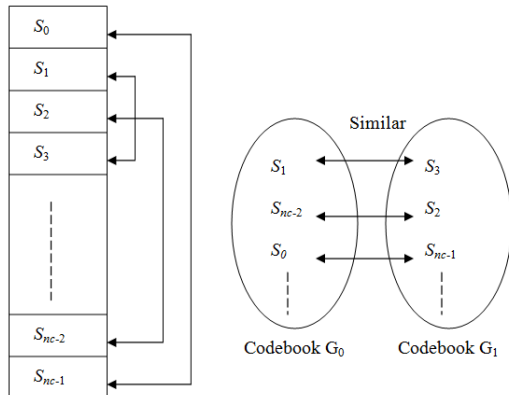 S₀
S₁
S₂
S₃
Sₙc₋₂
Sₙc₋₁
Similar
S₁ S₃
Sₙc₋₂ S₂
S₀ Sₙc₋₁
Codebook G₀ Codebook G₁